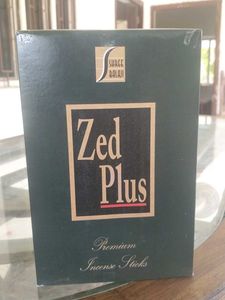 SHREE
BALAJI
Zed
Plus
Premium
Incense Sticks